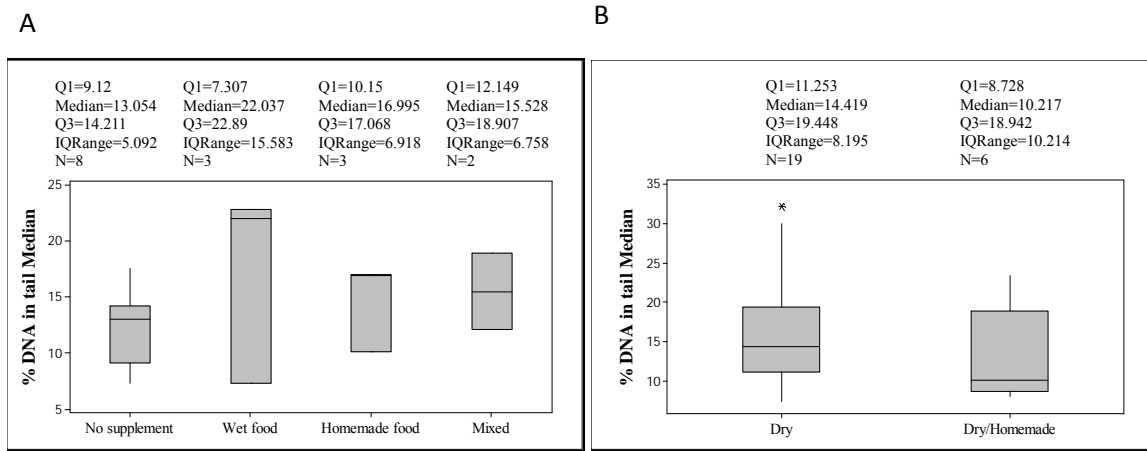 A
Q1=9.12
Median=13.054
Q3=14.211
IQRange=5.092
N=8
Q1=7.307
Median=22.037
Q3=22.89
IQRange=15.583
N=3
Q1=10.15
Median=16.995
Q3=17.068
IQRange=6.918
N=3
Q1=12.149
Median=15.528
Q3=18.907
IQRange=6.758
N=2
% DNA in tail Median
25
20
15
10
5
No supplement Wet food Homemade food Mixed
B
Q1=11.253
Median=14.419
Q3=19.448
IQRange=8.195
N=19
Q1=8.728
Median=10.217
Q3=18.942
IQRange=10.214
N=6
% DNA in tail Median
35
30
25
20
15
10
Dry Dry/Homemade